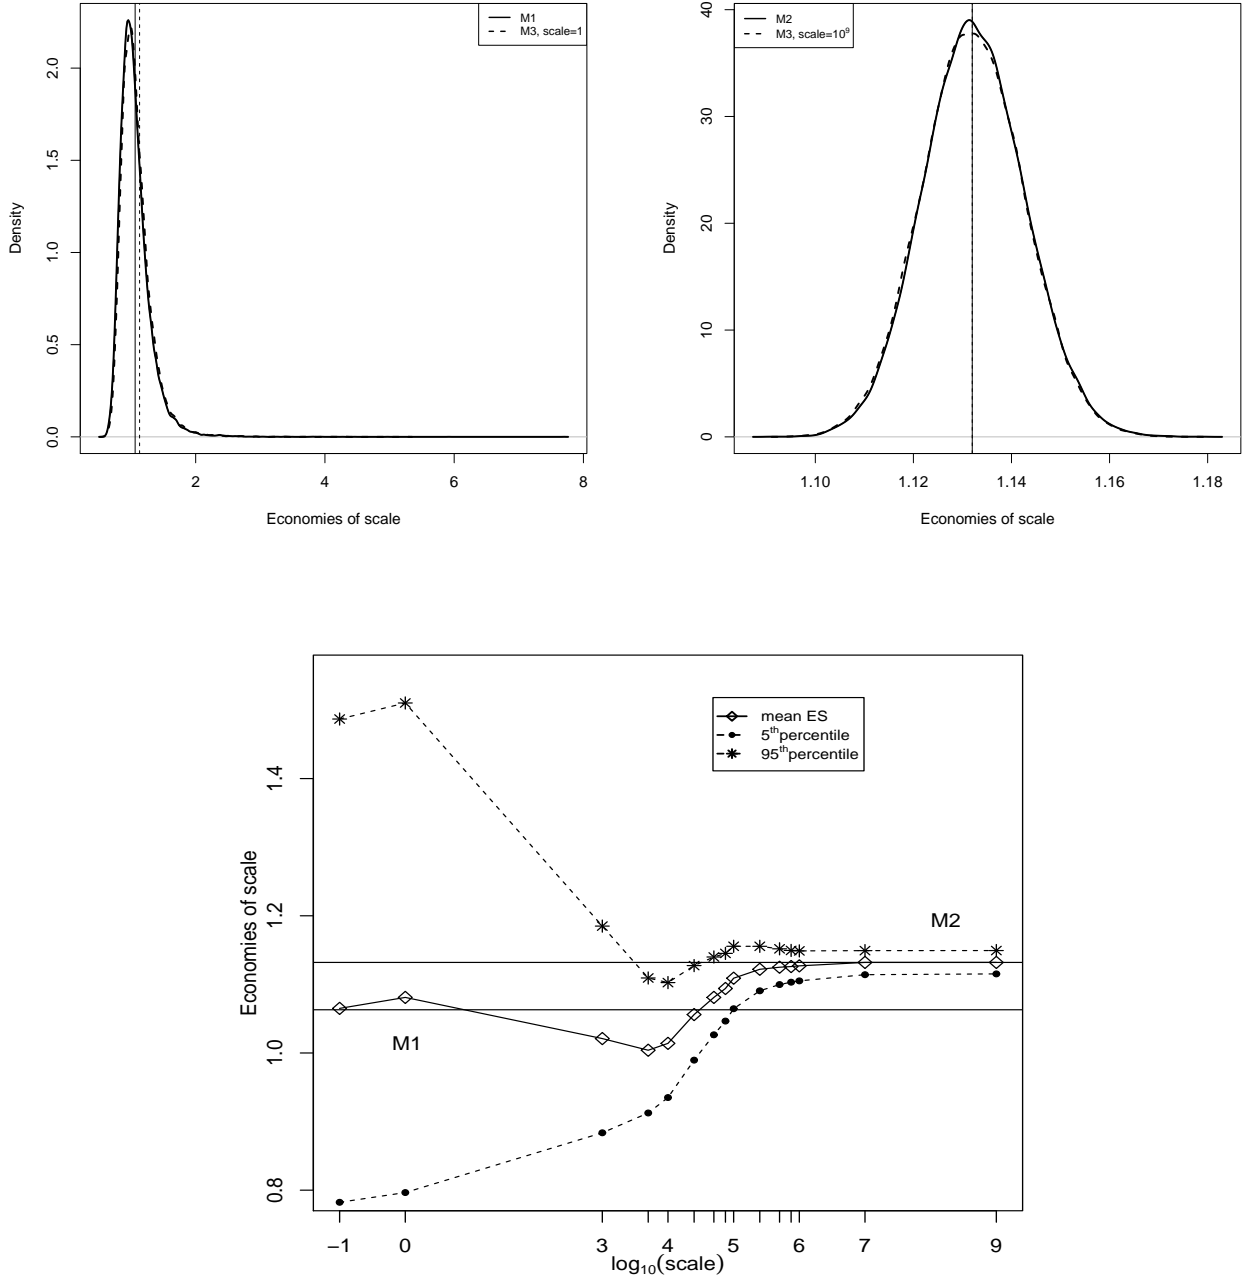 M1
M3, scale=1
Density
0.0 0.5 1.0 1.5 2.0
2 4 6 8
Economies of scale
M2
M3, scale=10⁹
Density
0 10 20 30 40
1.10 1.12 1.14 1.16 1.18
Economies of scale
mean ES
5ᵗʰpercentile
95ᵗʰpercentile
Economies of scale
0.8 1.0 1.2 1.4
M2
M1
−1 0 3 4 5 6 7 9
log₁₀(scale)